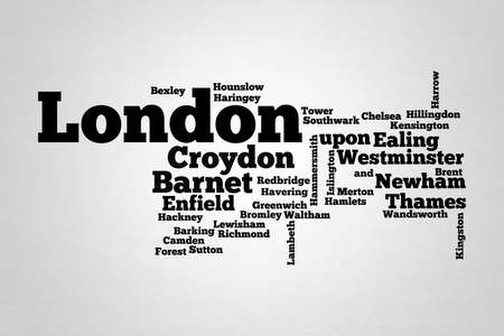 London
Bexley
Hounslow
Haringey
Tower
Southwark
Chelsea
Hillingdon
Kensington
Harrow
Croydon
Barnet
Enfield
Hackney
Barking
Camden
Forest
Sutton
Redbridge
Havering
Greenwich
Bromley
Waltham
Lewisham
Richmond
Lambeth
Hammersmith
upon
Ealing
Islington
Westminster
and
Brent
Merton
Hamlets
Newham
Thames
Wandsworth
Kingston